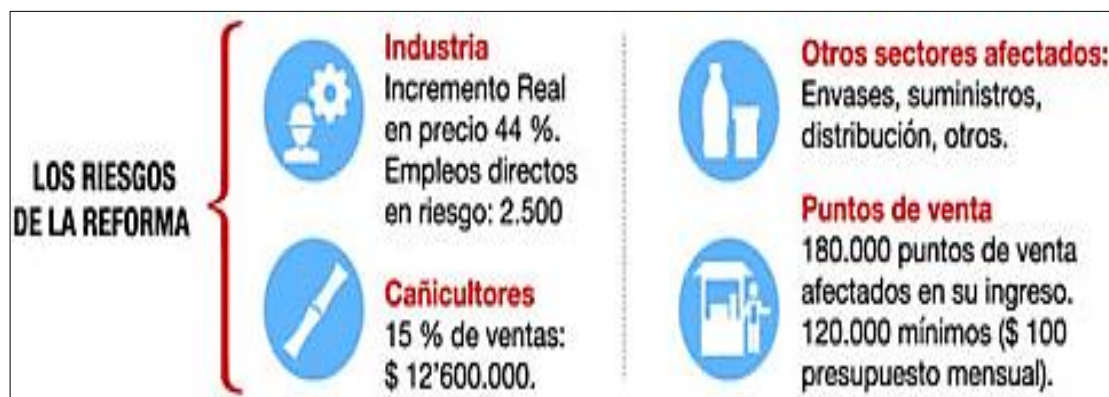 LOS RIESGOS
DE LA REFORMA
Industria
Incremento Real
en precio 44 %.
Empleos directos
en riesgo: 2.500
Cañicultores
15 % de ventas:
$ 12’600.000.
Otros sectores afectados:
Envases, suministros,
distribución, otros.
Puntos de venta
180.000 puntos de venta
afectados en su ingreso.
120.000 mínimos ($ 100
presupuesto mensual).